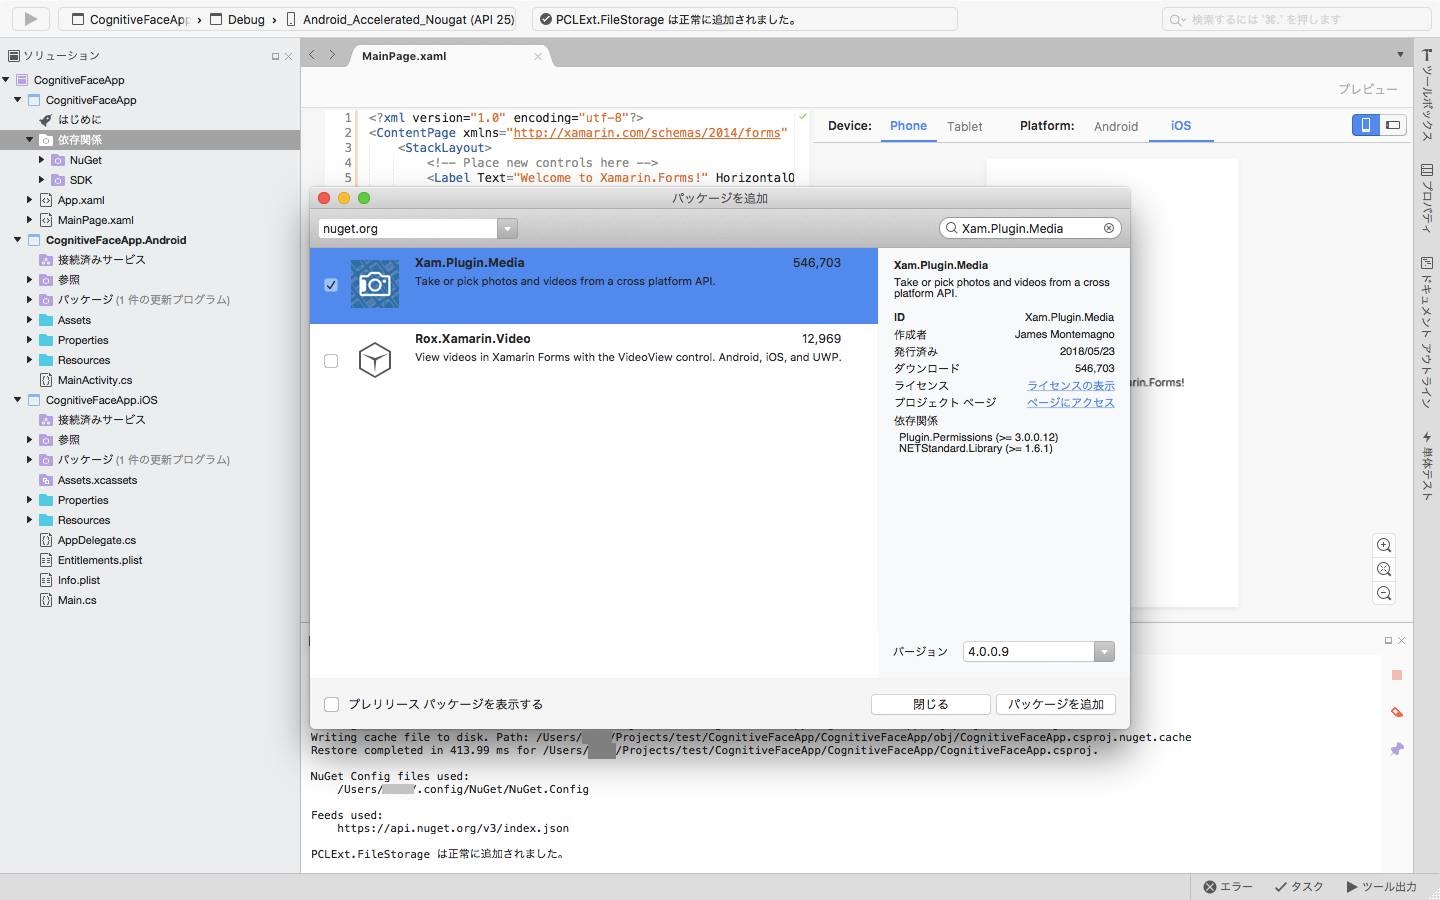 CognitiveFaceApp › Debug › Android_Accelerated_Nougat (API 25)
PCLExt.FileStorage は正常に追加されました。
検索するには '⌘.' を押します
ソリューション
CognitiveFaceApp
CognitiveFaceApp
はじめに
依存関係
NuGet
SDK
App.xaml
MainPage.xaml
CognitiveFaceApp.Android
接続済みサービス
参照
パッケージ (1 件の更新プログラム)
Assets
Properties
Resources
MainActivity.cs
CognitiveFaceApp.iOS
接続済みサービス
参照
パッケージ (1 件の更新プログラム)
Assets.xcassets
Properties
Resources
AppDelegate.cs
Entitlements.plist
Info.plist
Main.cs
MainPage.xaml
プレビュー
1 <?xml version="1.0" encoding="utf-8"?>
2 <ContentPage xmlns="http://xamarin.com/schemas/2014/forms"
3 <StackLayout>
4 <!-- Place new controls here -->
5 <Label Text="Welcome to Xamarin.Forms!" HorizontalO
Device: Phone Tablet Platform: Android iOS
rin.Forms!
パッケージを追加
nuget.org
Xam.Plugin.Media
Xam.Plugin.Media 546,703
Take or pick photos and videos from a cross platform API.
Rox.Xamarin.Video 12,969
View videos in Xamarin Forms with the VideoView control. Android, iOS, and UWP.
Xam.Plugin.Media
Take or pick photos and videos from a cross
platform API.
ID Xam.Plugin.Media
作成者 James Montemagno
発行済み 2018/05/23
ダウンロード 546,703
ライセンス ライセンスの表示
プロジェクト ページ ページにアクセス
依存関係
Plugin.Permissions (>= 3.0.0.12)
NETStandard.Library (>= 1.6.1)
バージョン 4.0.0.9
プレリリース パッケージを表示する
閉じる
パッケージを追加
Writing cache file to disk. Path: /Users/ /Projects/test/CognitiveFaceApp/CognitiveFaceApp/obj/CognitiveFaceApp.csproj.nuget.cache
Restore completed in 413.99 ms for /Users/ /Projects/test/CognitiveFaceApp/CognitiveFaceApp/CognitiveFaceApp.csproj.
NuGet Config files used:
/Users/ /.config/NuGet/NuGet.Config
Feeds used:
https://api.nuget.org/v3/index.json
PCLExt.FileStorage は正常に追加されました。
ツールボックス
プロパティ
ドキュメント アウトライン
単体テスト
エラー
タスク
ツール出力